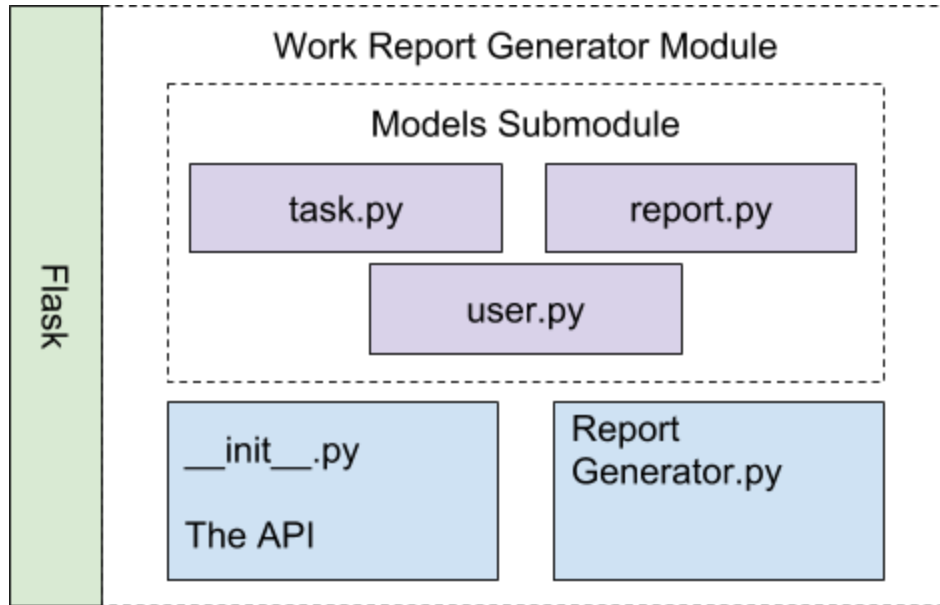 Flask
Work Report Generator Module
Models Submodule
task.py
report.py
user.py
__init__.py
The API
Report
Generator.py